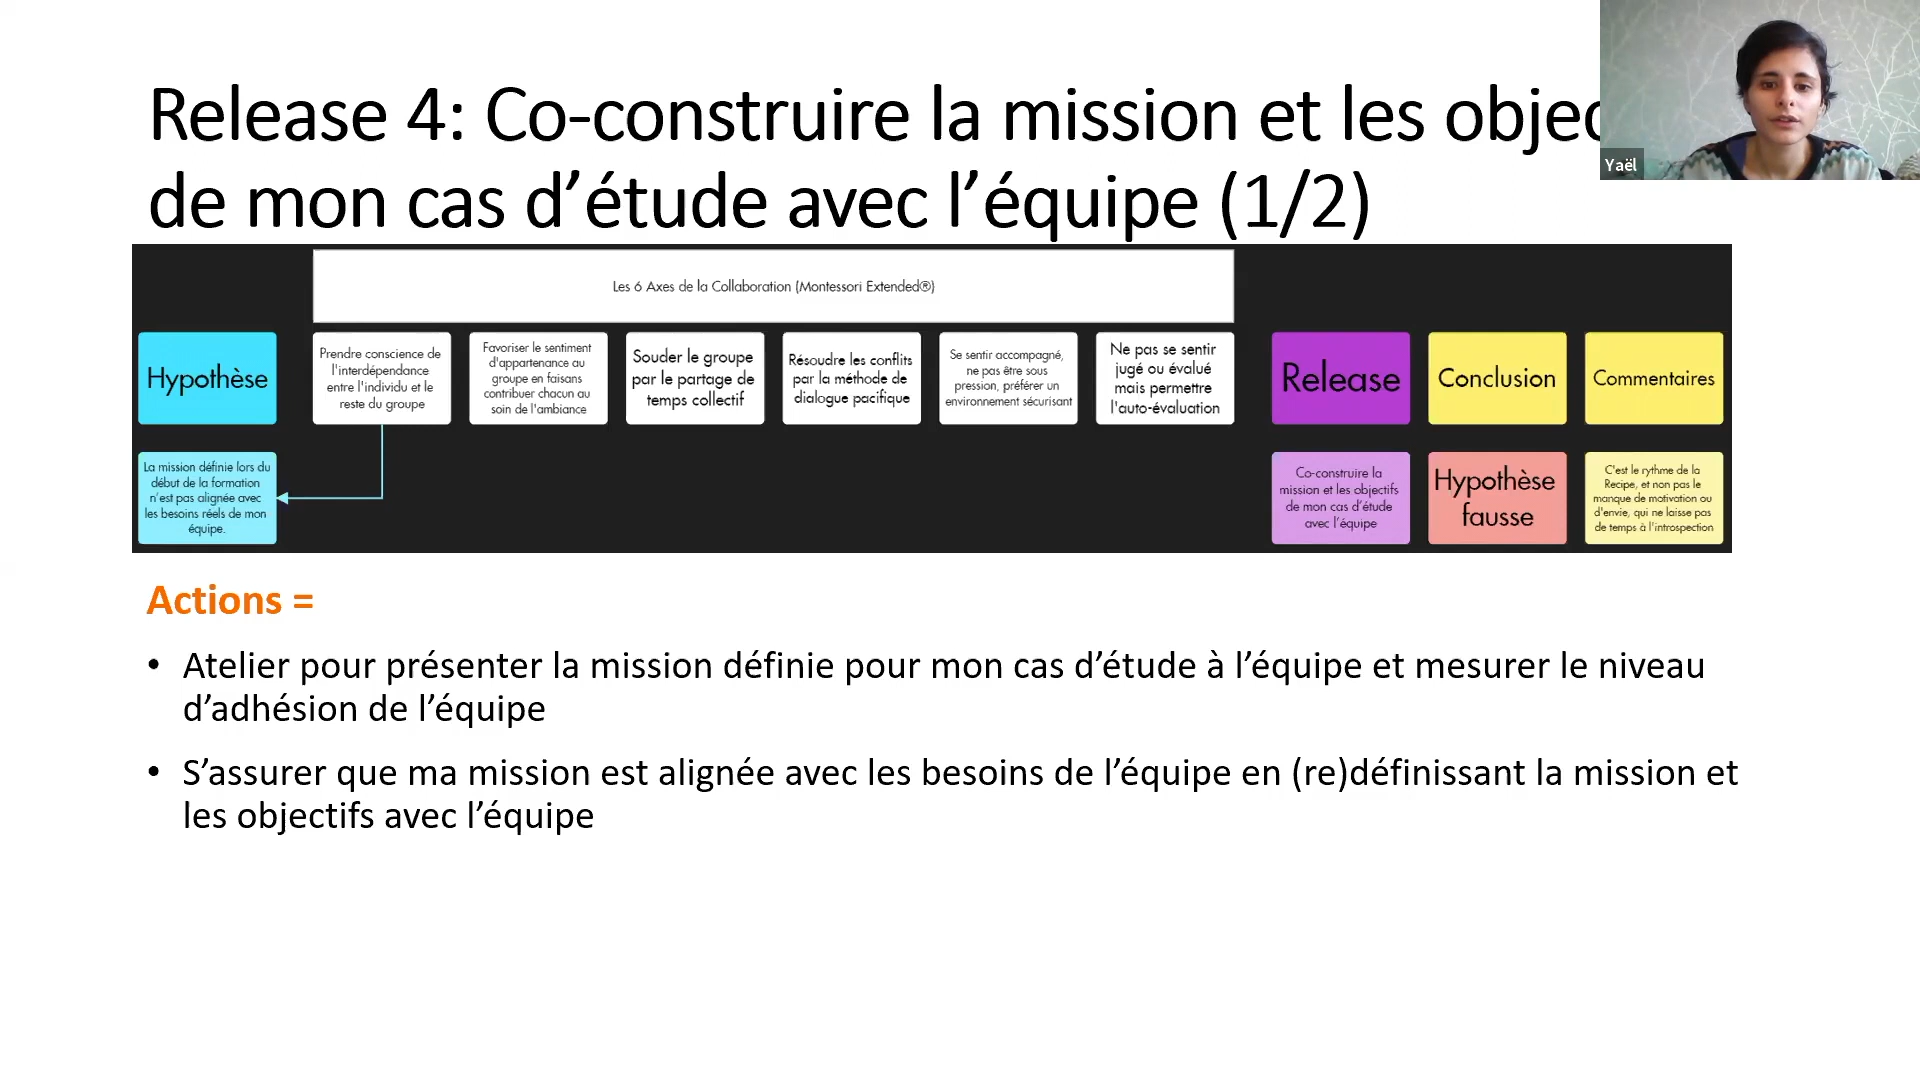 Release 4: Co-construire la mission et les objec
de mon cas d’étude avec l’équipe (1/2)
Yaël
Les 6 Axes de la Collaboration (Montessori Extended®)
Hypothèse
Prendre conscience de
l'interdépendance
entre l'individu et le
reste du groupe
Favoriser le sentiment
d'appartenance au
groupe en faisans
contribuer chacun au
soin de l'ambiance
Souder le groupe
par le partage de
temps collectif
Résoudre les conflits
par la méthode de
dialogue pacifique
Se sentir accompagné,
ne pas être sous
pression, préférer un
environnement sécurisant
Ne pas se sentir
jugé ou évalué
mais permettre
l'auto-évaluation
Release
Conclusion
Commentaires
La mission définie lors du
début de la formation
n’est pas alignée avec
les besoins réels de mon
équipe.
Co-construire la
mission et les objectifs
de mon cas d’étude
avec l’équipe
Hypothèse
fausse
C'est le rythme de la
Recipe, et non pas le
manque de motivation ou
d'envie, qui ne laisse pas
de temps à l'introspection
Actions =
• Atelier pour présenter la mission définie pour mon cas d’étude à l’équipe et mesurer le niveau
d’adhésion de l’équipe
• S’assurer que ma mission est alignée avec les besoins de l’équipe en (re)définissant la mission et
les objectifs avec l’équipe